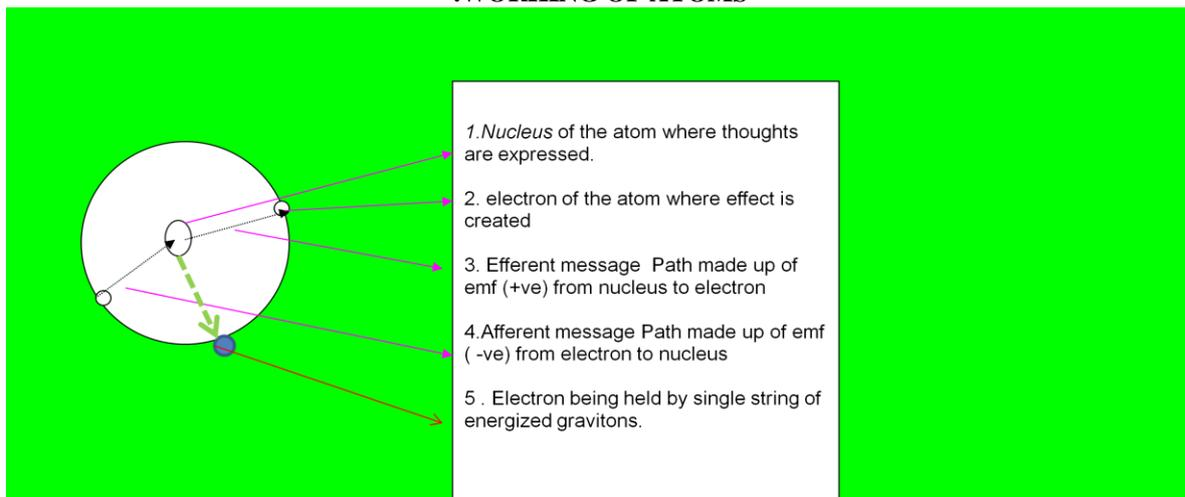 .WORKING OF ATOMS
1.Nucleus of the atom where thoughts
are expressed.
2. electron of the atom where effect is
created
3. Efferent message Path made up of
emf (+ve) from nucleus to electron
4.Afferent message Path made up of emf
( -ve) from electron to nucleus
5 . Electron being held by single string of
energized gravitons.